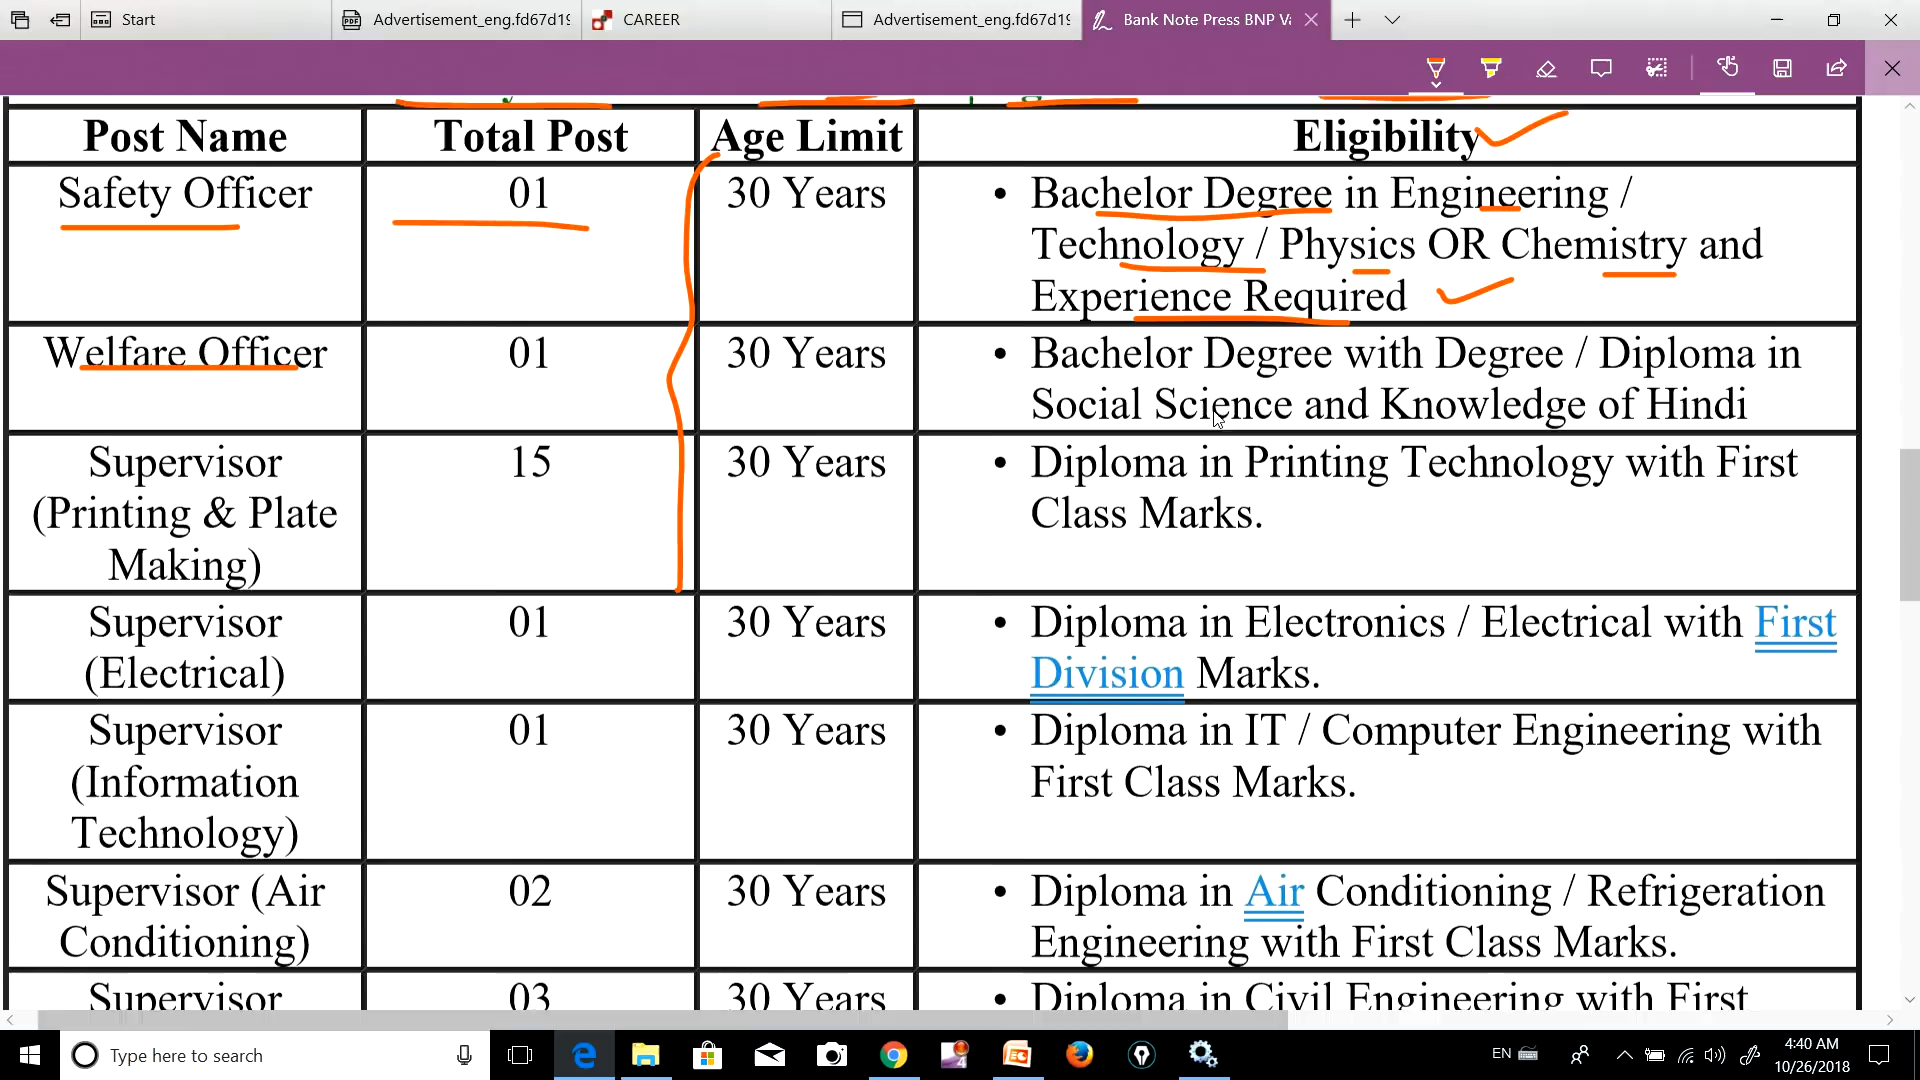 Start
Advertisement_eng.fd67d19
CAREER
Advertisement_eng.fd67d19
Bank Note Press BNP Va
Post Name
Total Post
Age Limit
Eligibility
Safety Officer
01
30 Years
• Bachelor Degree in Engineering /
Technology / Physics OR Chemistry and
Experience Required
Welfare Officer
01
30 Years
• Bachelor Degree with Degree / Diploma in
Social Science and Knowledge of Hindi
Supervisor
(Printing & Plate
Making)
15
30 Years
• Diploma in Printing Technology with First
Class Marks.
Supervisor
(Electrical)
01
30 Years
• Diploma in Electronics / Electrical with First
Division Marks.
Supervisor
(Information
Technology)
01
30 Years
• Diploma in IT / Computer Engineering with
First Class Marks.
Supervisor (Air
Conditioning)
02
30 Years
• Diploma in Air Conditioning / Refrigeration
Engineering with First Class Marks.
Supervisor
03
30 Years
• Diploma in Civil Engineering with First
Type here to search
EN
4:40 AM
10/26/2018